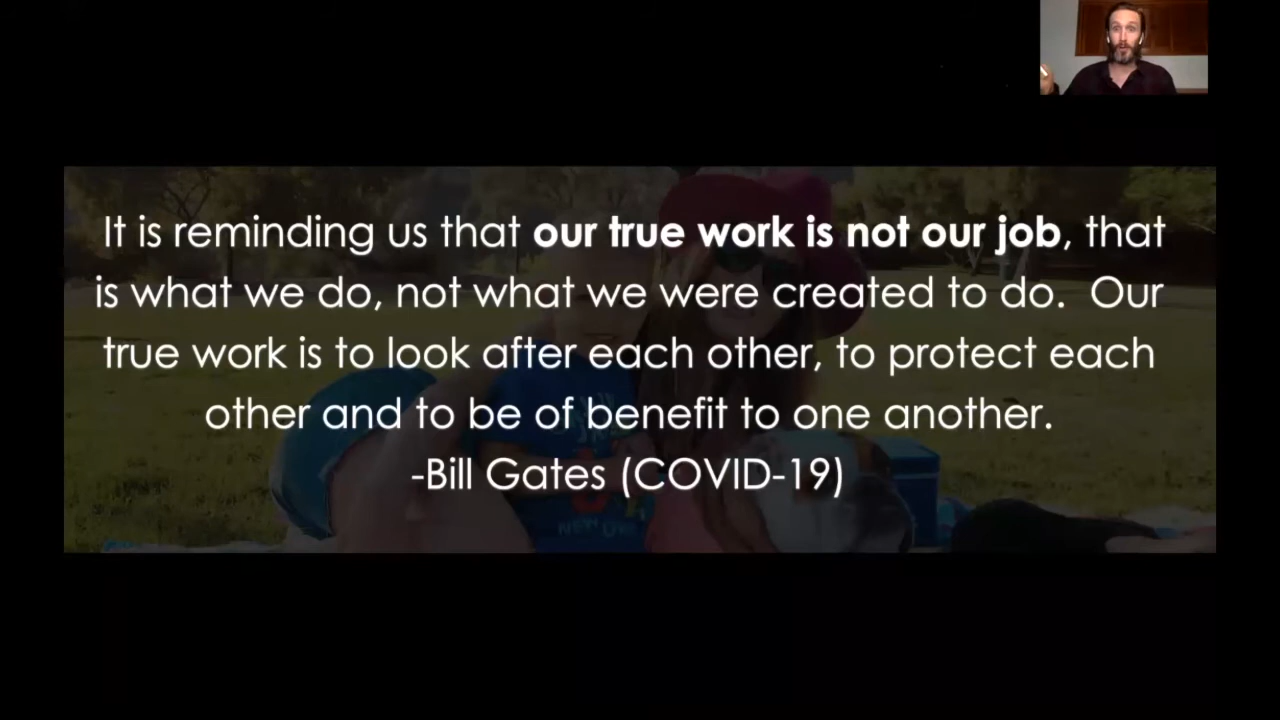 It is reminding us that our true work is not our job, that
is what we do, not what we were created to do. Our
true work is to look after each other, to protect each
other and to be of benefit to one another.
-Bill Gates (COVID-19)
NEW